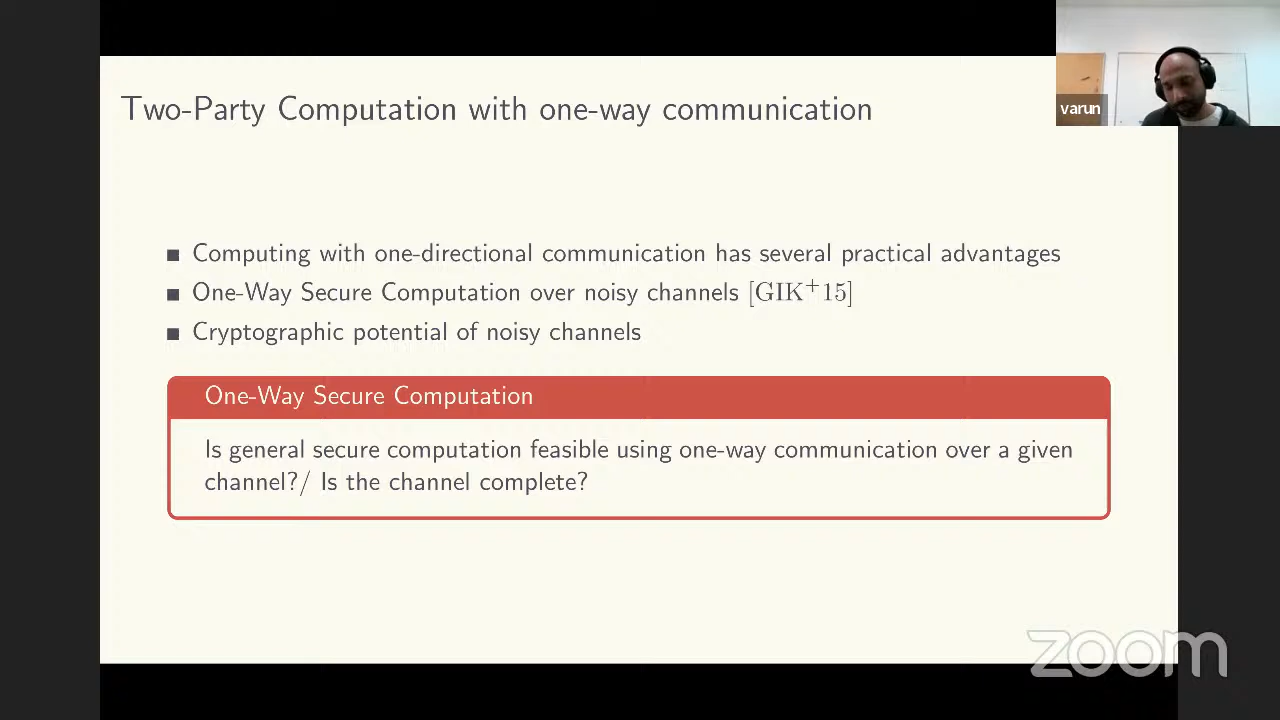 Two-Party Computation with one-way communication
varun
■ Computing with one-directional communication has several practical advantages
■ One-Way Secure Computation over noisy channels [GIK+15]
■ Cryptographic potential of noisy channels
One-Way Secure Computation
Is general secure computation feasible using one-way communication over a given
channel?/ Is the channel complete?
zoom